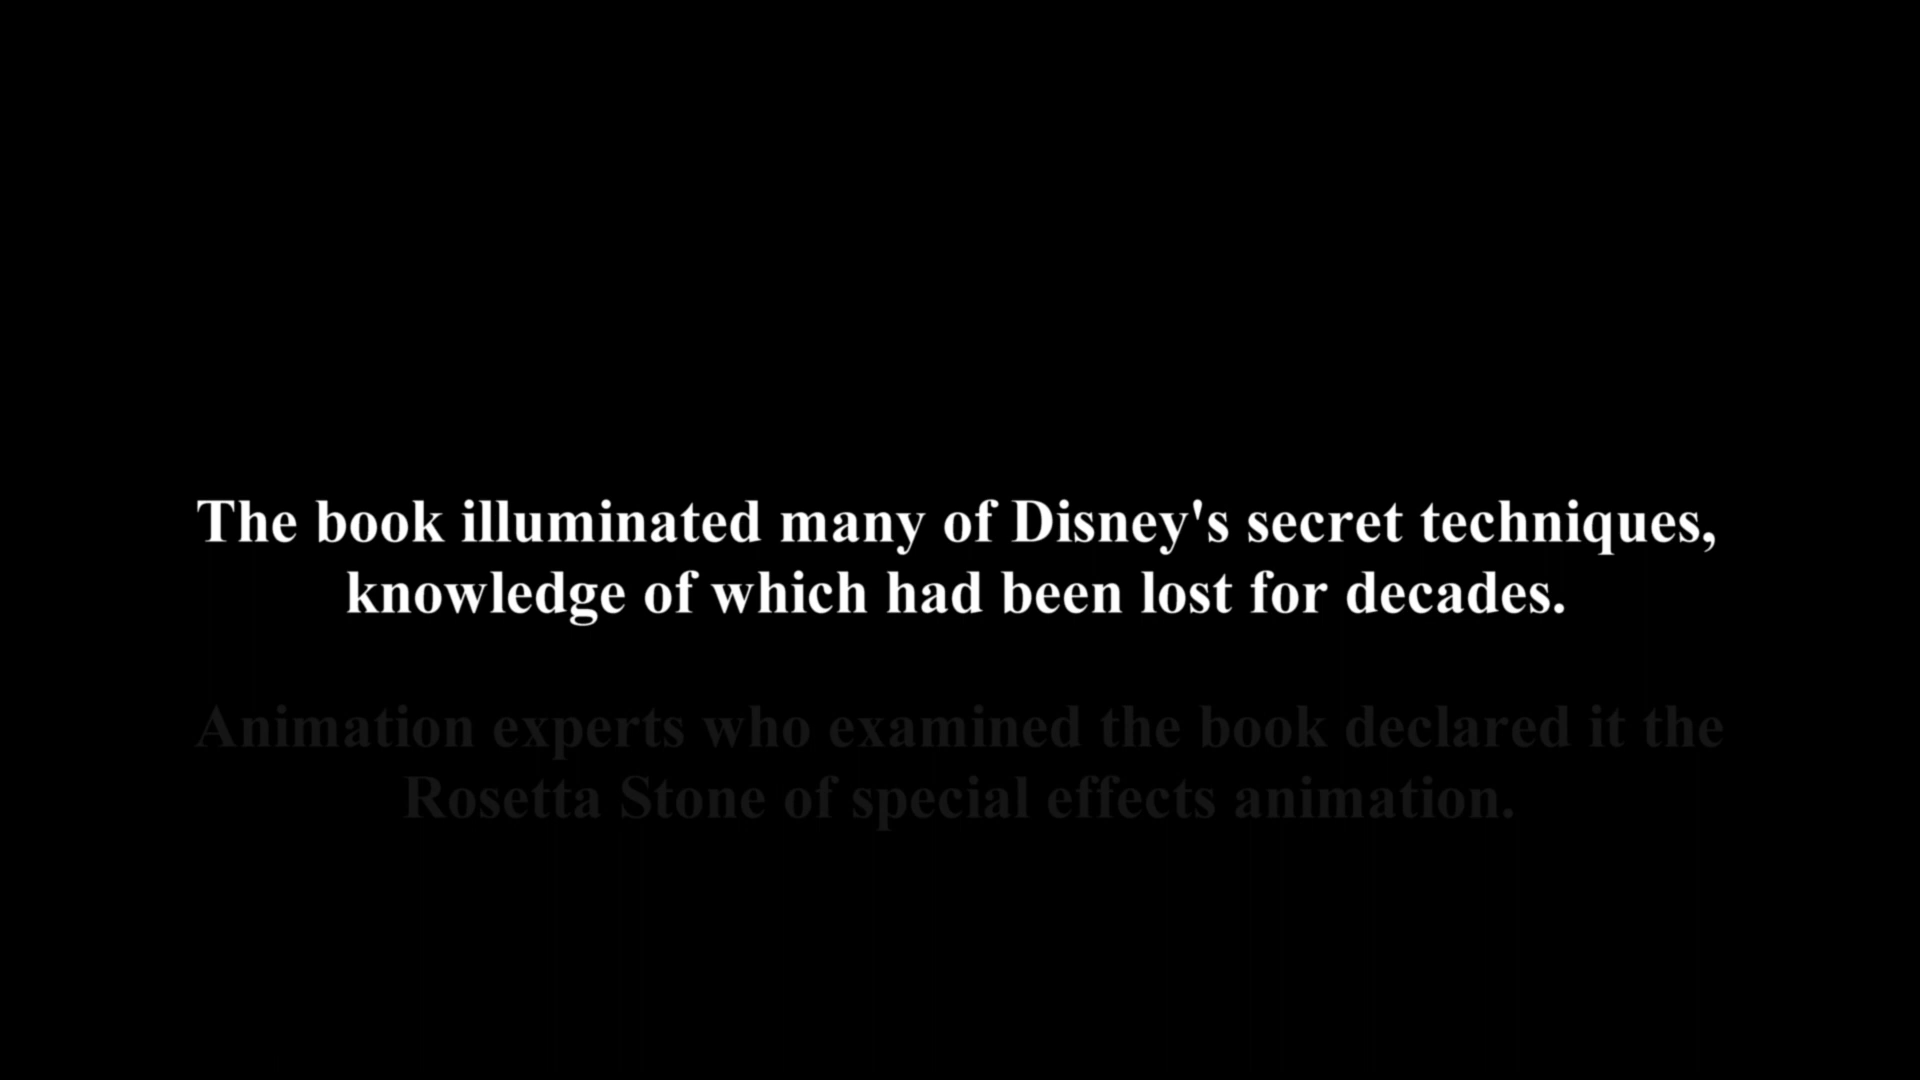 The book illuminated many of Disney's secret techniques,
knowledge of which had been lost for decades.
Animation experts who examined the book declared it the
Rosetta Stone of special effects animation.